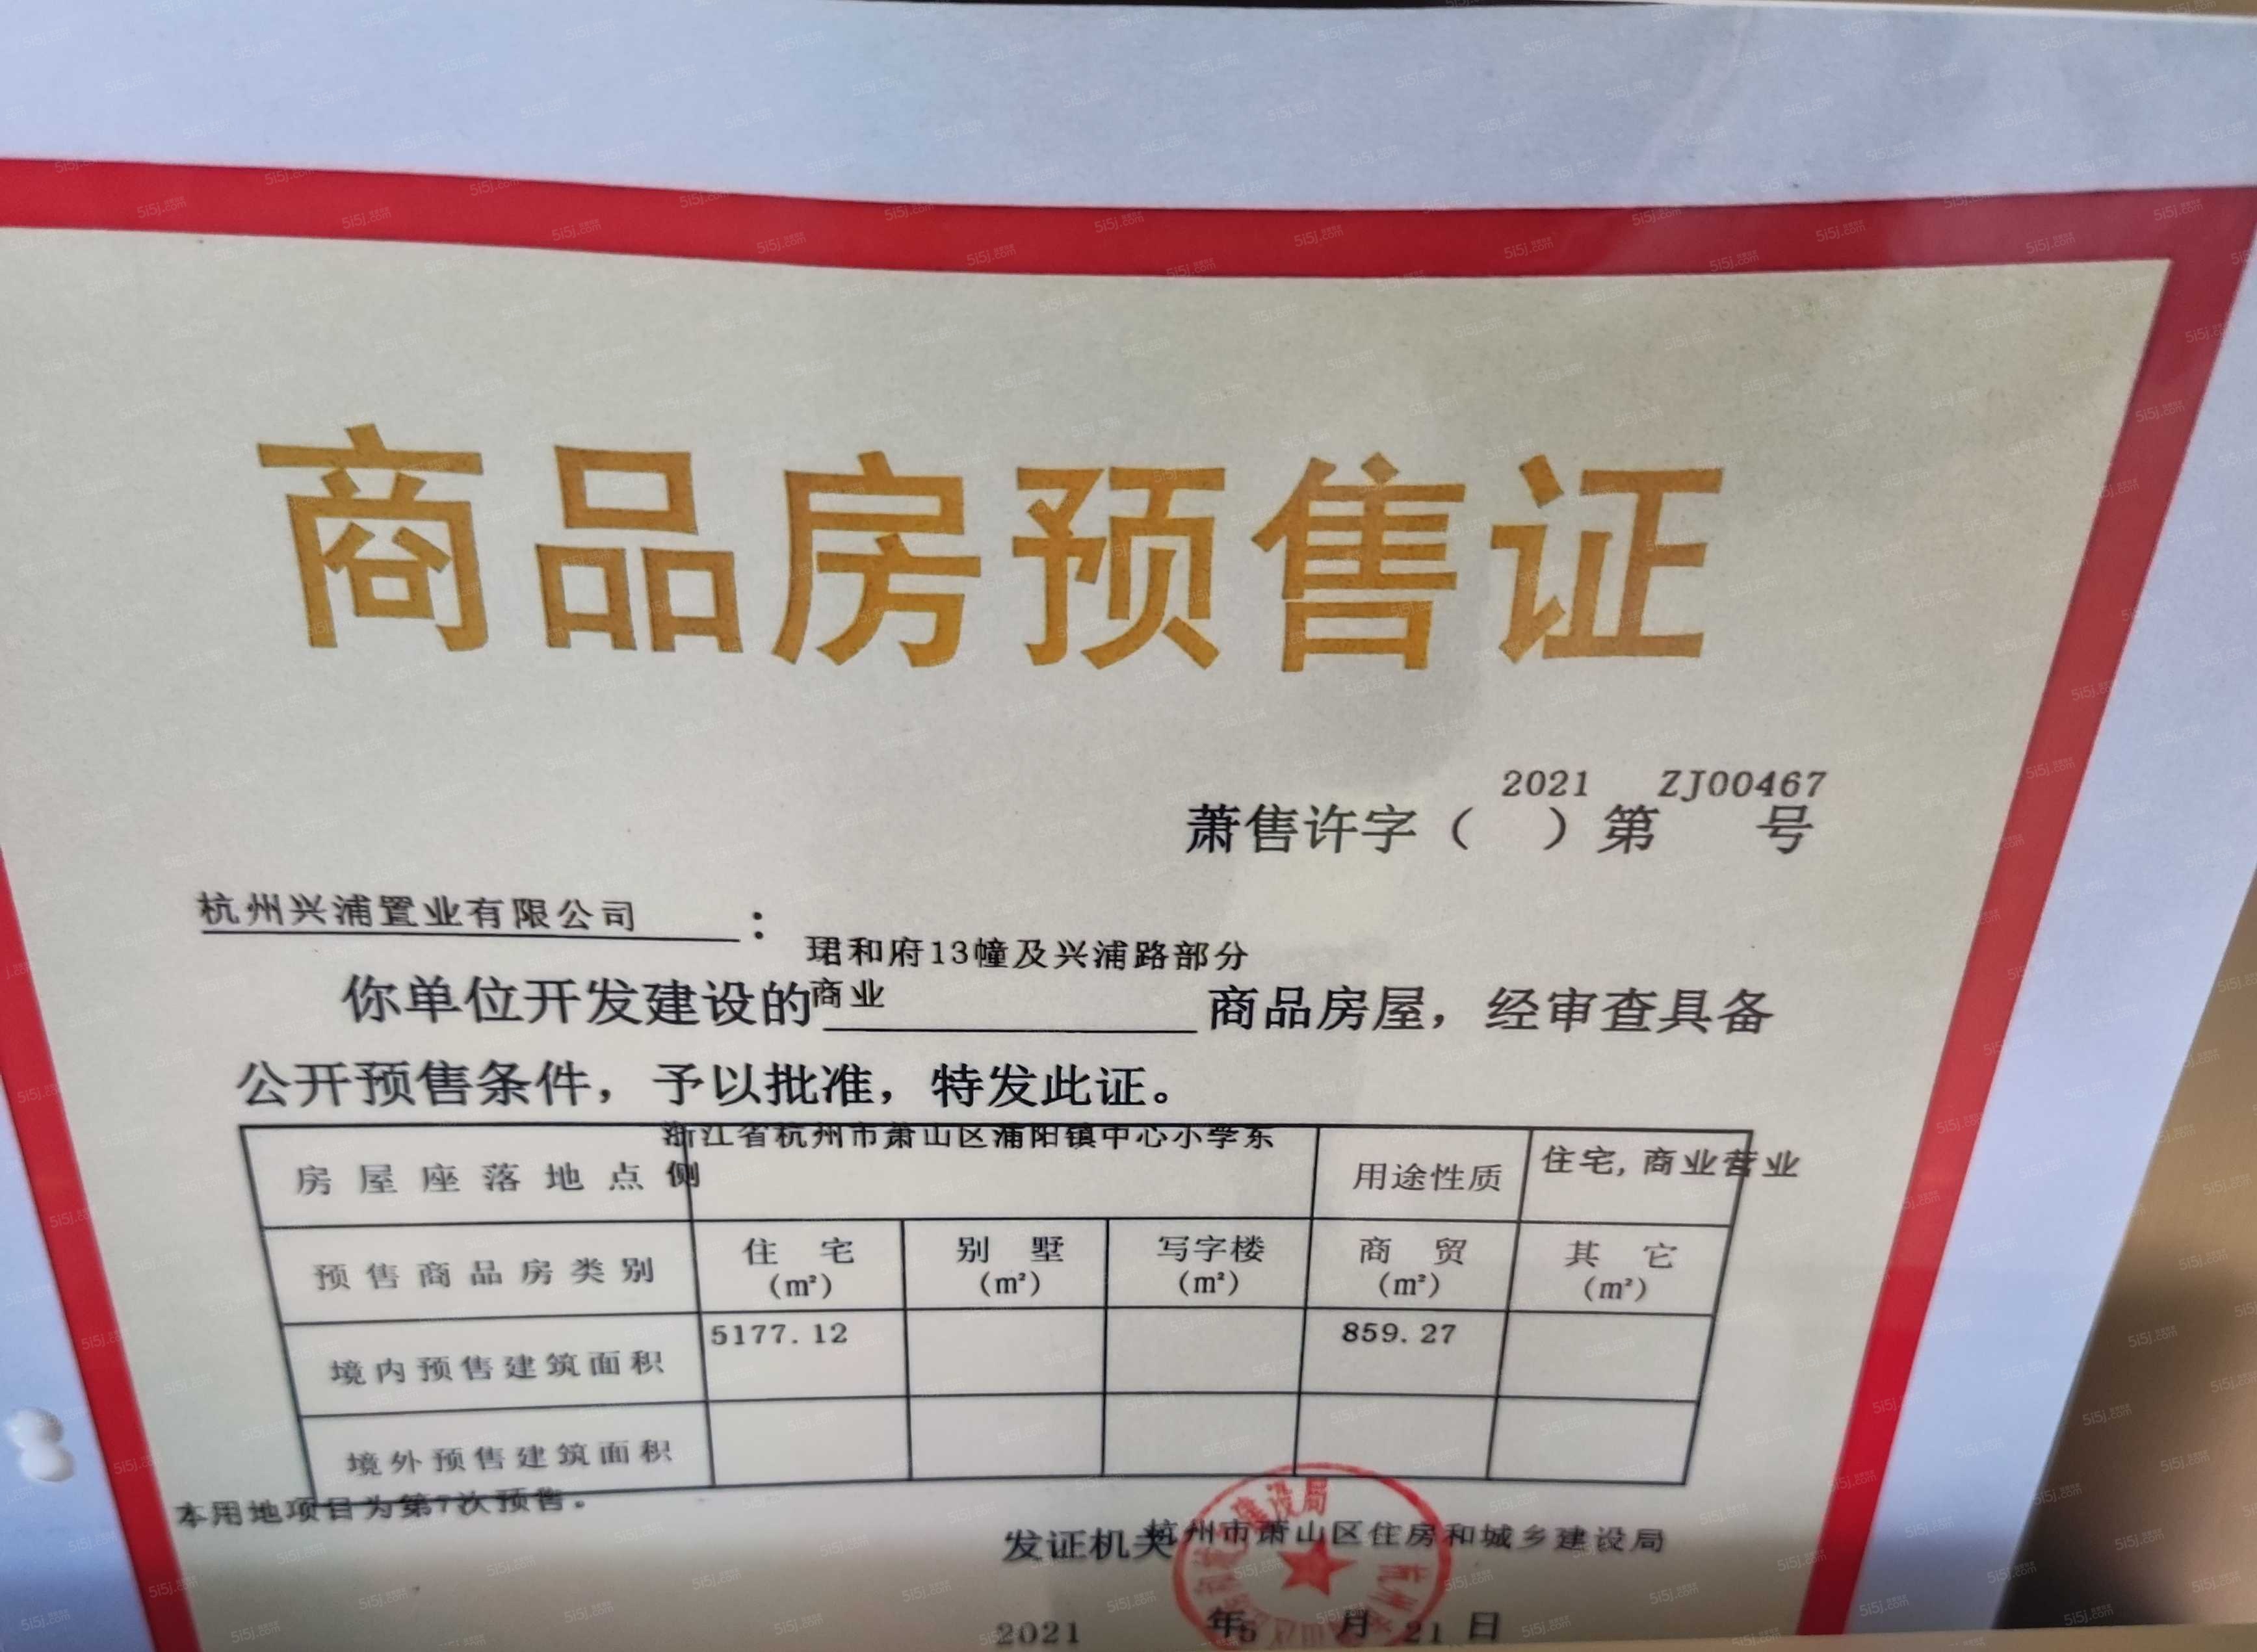 商品房预售证
2021 ZJ00467
萧售许字（ ）第 号
杭州兴浦置业有限公司：
珺和府13幢及兴浦路部分
你单位开发建设的商业 商品房屋，经审查具备
公开预售条件，予以批准，特发此证。
浙江省杭州市萧山区浦阳镇中心小学东
房屋座落地点 侧 用途性质 住宅，商业营业
预售商品房类别 住宅 别墅 写字楼 商贸 其它
（m²） （m²） （m²） （m²） （m²）
5177.12 859.27
境内预售建筑面积
境外预售建筑面积
本用地项目为第7次预售。
发证机关 杭州市萧山区住房和城乡建设局
2021 年 月 21 日
5i5j.com